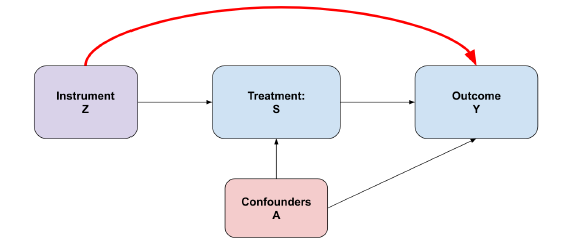 Instrument
Z
Treatment:
S
Outcome
Y
Confounders
A